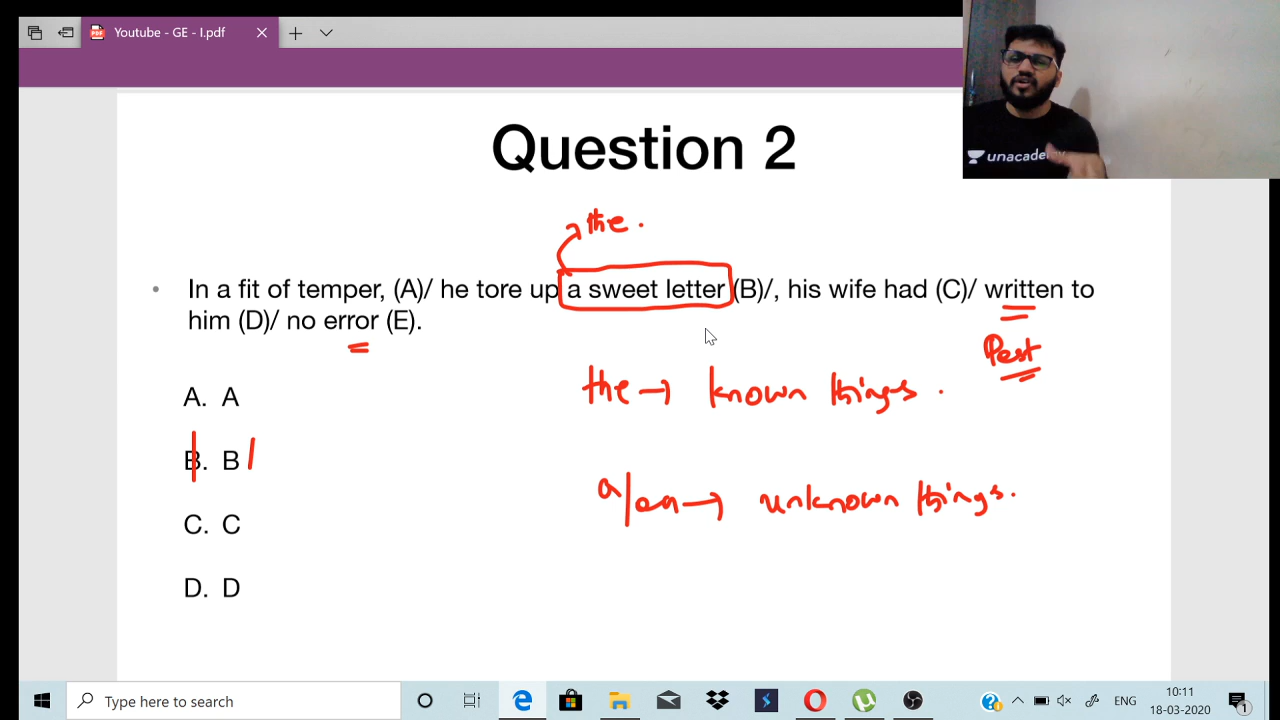 Youtube - GE - I.pdf
unacademy
Question 2
the.
• In a fit of temper, (A)/ he tore up a sweet letter (B)/, his wife had (C)/ written to
him (D)/ no error (E).
Past
the → known things.
A. A
B. B
a/an → unknown things.
C. C
D. D
Type here to search
ENG
10:11
18-03-2020
1